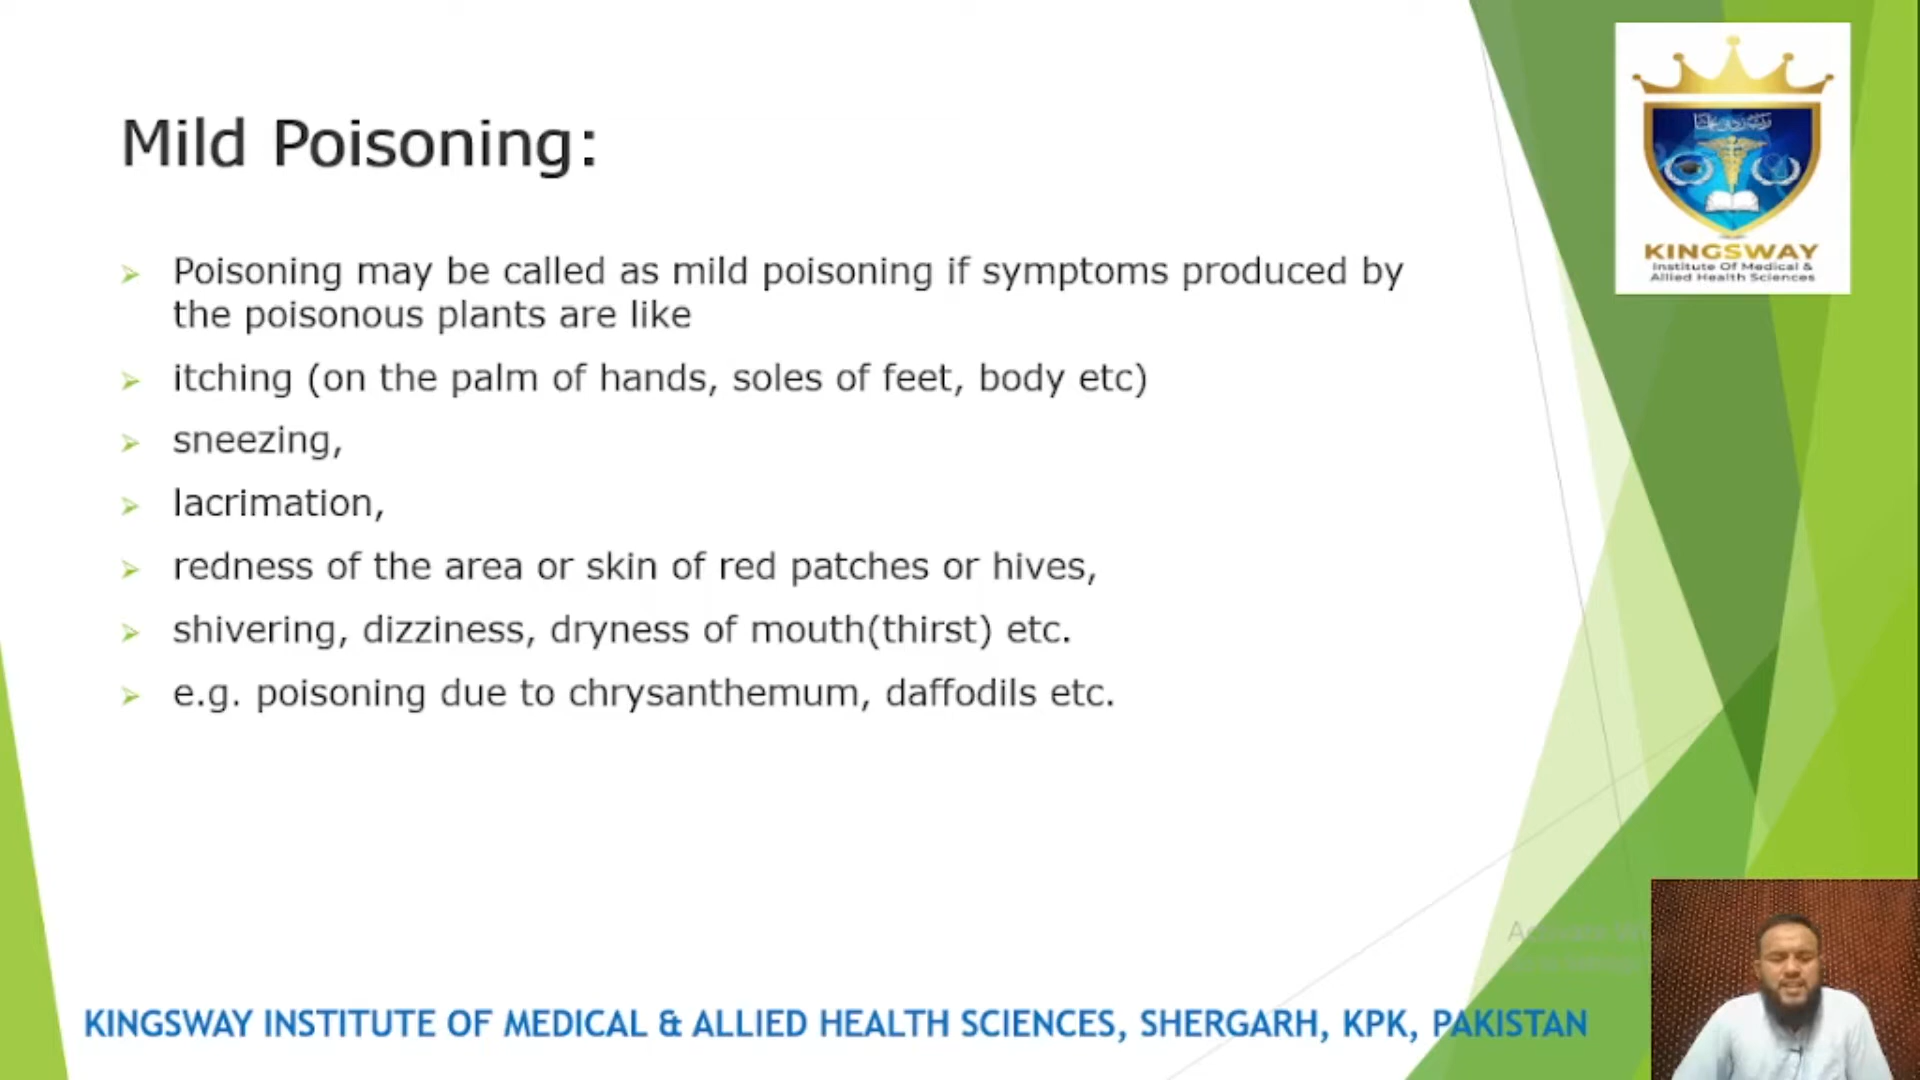 Mild Poisoning:
Poisoning may be called as mild poisoning if symptoms produced by
the poisonous plants are like
itching (on the palm of hands, soles of feet, body etc)
sneezing,
lacrimation,
redness of the area or skin of red patches or hives,
shivering, dizziness, dryness of mouth(thirst) etc.
e.g. poisoning due to chrysanthemum, daffodils etc.
KINGSWAY
Institute Of Medical &
Allied Health Sciences
KINGSWAY INSTITUTE OF MEDICAL & ALLIED HEALTH SCIENCES, SHERGARH, KPK, PAKISTAN